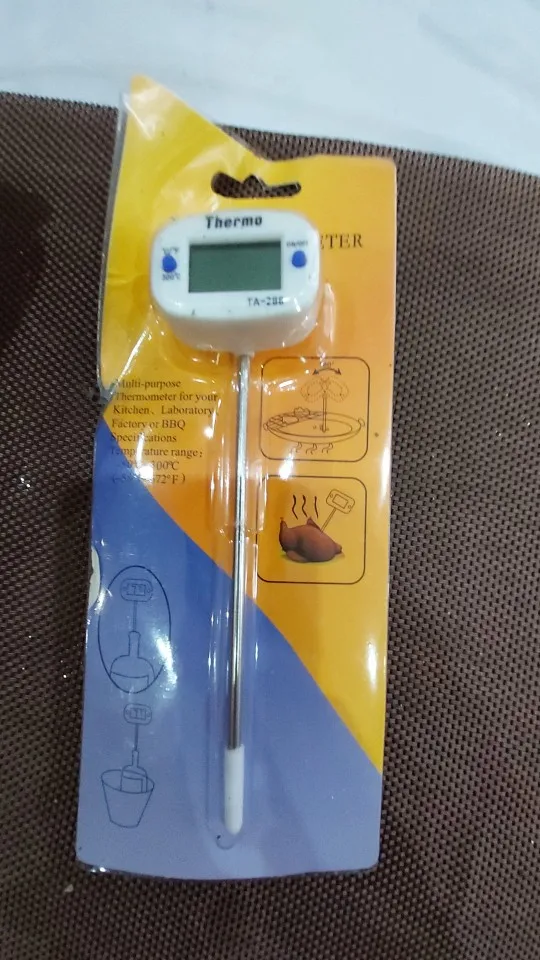 Thermo
ETER
ON/OFF
300°C
TA-288
Multi-purpose
Thermometer for your
Kitchen、Laboratory
Factory or BBQ
Specifications
Temperature range: